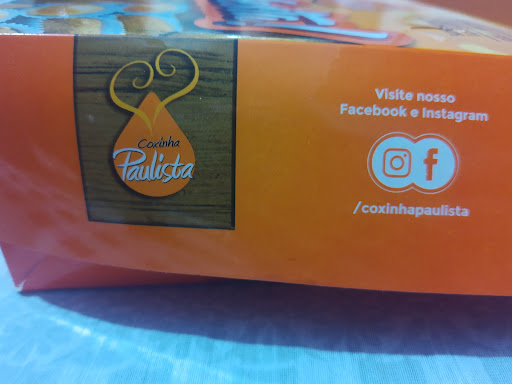 Coxinha
Paulista
Visite nosso
Facebook e Instagram
/coxinhapaulista